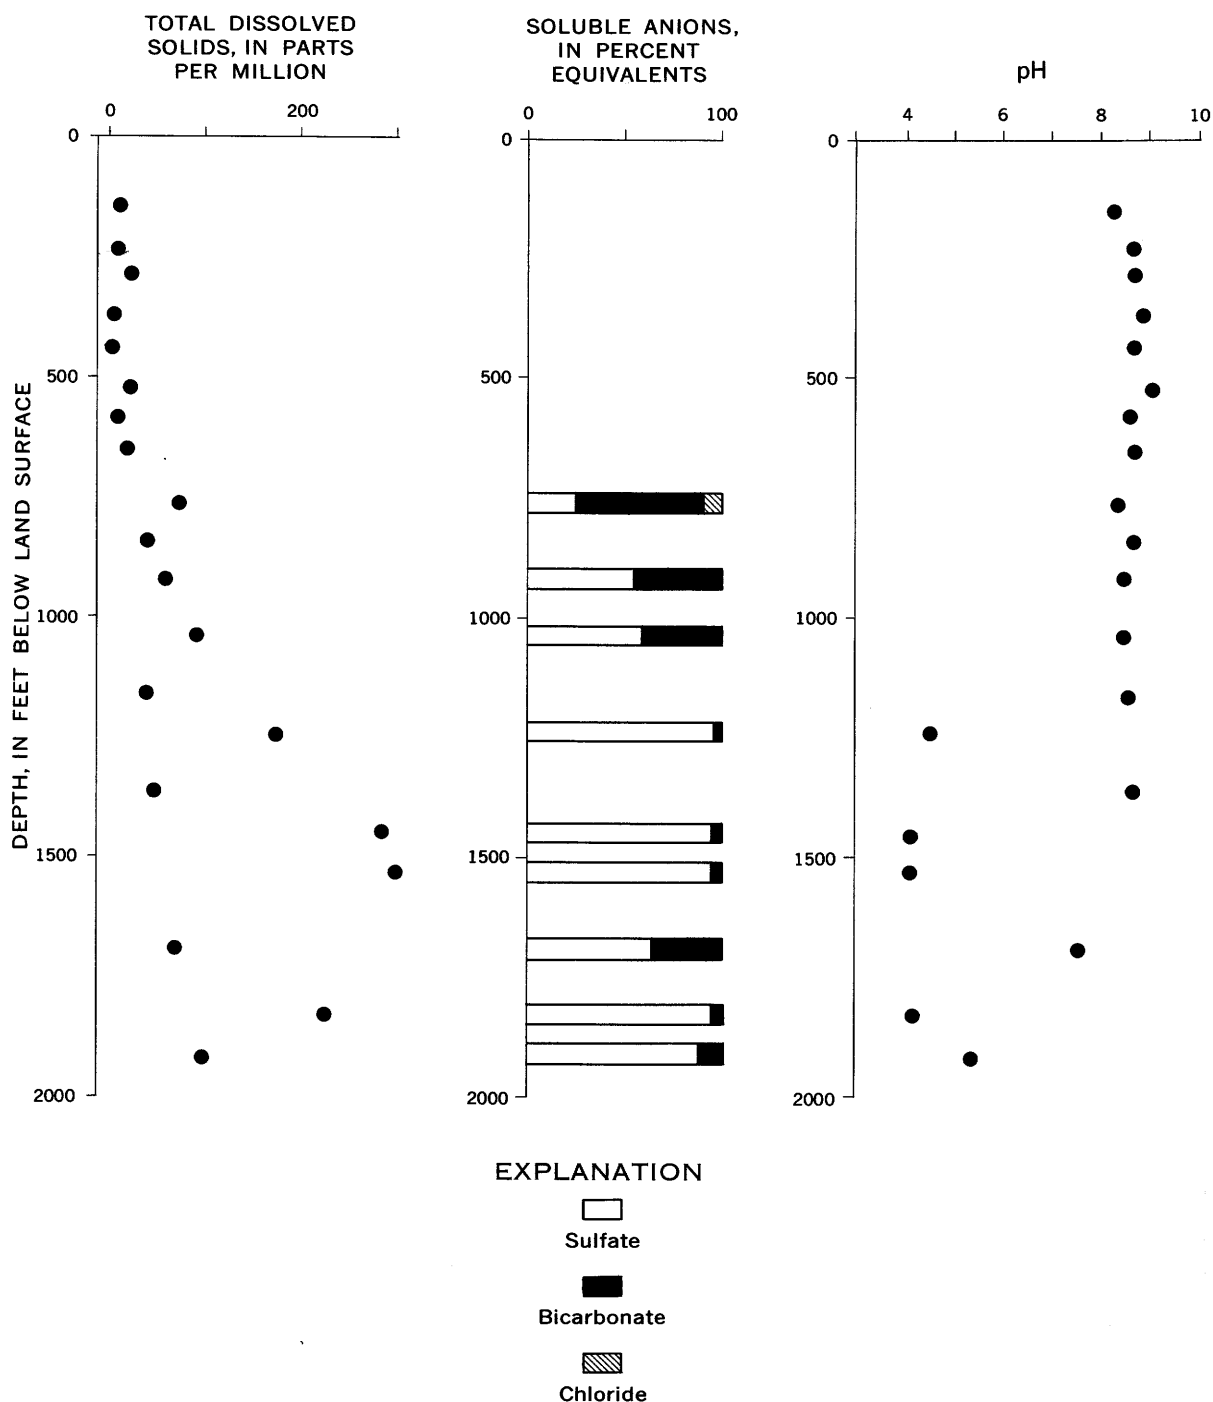 TOTAL DISSOLVED
SOLIDS, IN PARTS
PER MILLION
0 200
0
500
1000
1500
2000
DEPTH, IN FEET BELOW LAND SURFACE
SOLUBLE ANIONS,
IN PERCENT
EQUIVALENTS
0 100
0
500
1000
1500
2000
pH
4 6 8 10
0
500
1000
1500
2000
EXPLANATION
Sulfate
Bicarbonate
Chloride